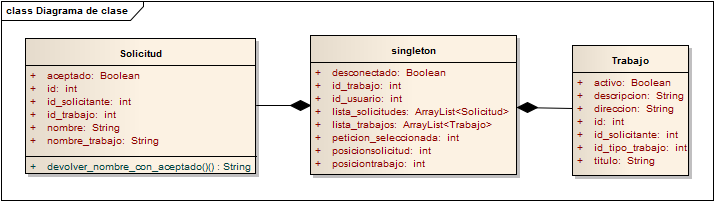 class Diagrama de clase
Solicitud
+ aceptado: Boolean
+ id: int
+ id_solicitante: int
+ id_trabajo: int
+ nombre: String
+ nombre_trabajo: String
+ devolver_nombre_con_aceptado()() : String
singleton
+ desconectado: Boolean
+ id_trabajo: int
+ id_usuario: int
+ lista_solicitudes: ArrayList<Solicitud>
+ lista_trabajos: ArrayList<Trabajo>
+ peticion_seleccionada: int
+ posicionsolicitud: int
+ posiciontrabajo: int
Trabajo
+ activo: Boolean
+ descripcion: String
+ direccion: String
+ id: int
+ id_solicitante: int
+ id_tipo_trabajo: int
+ titulo: String